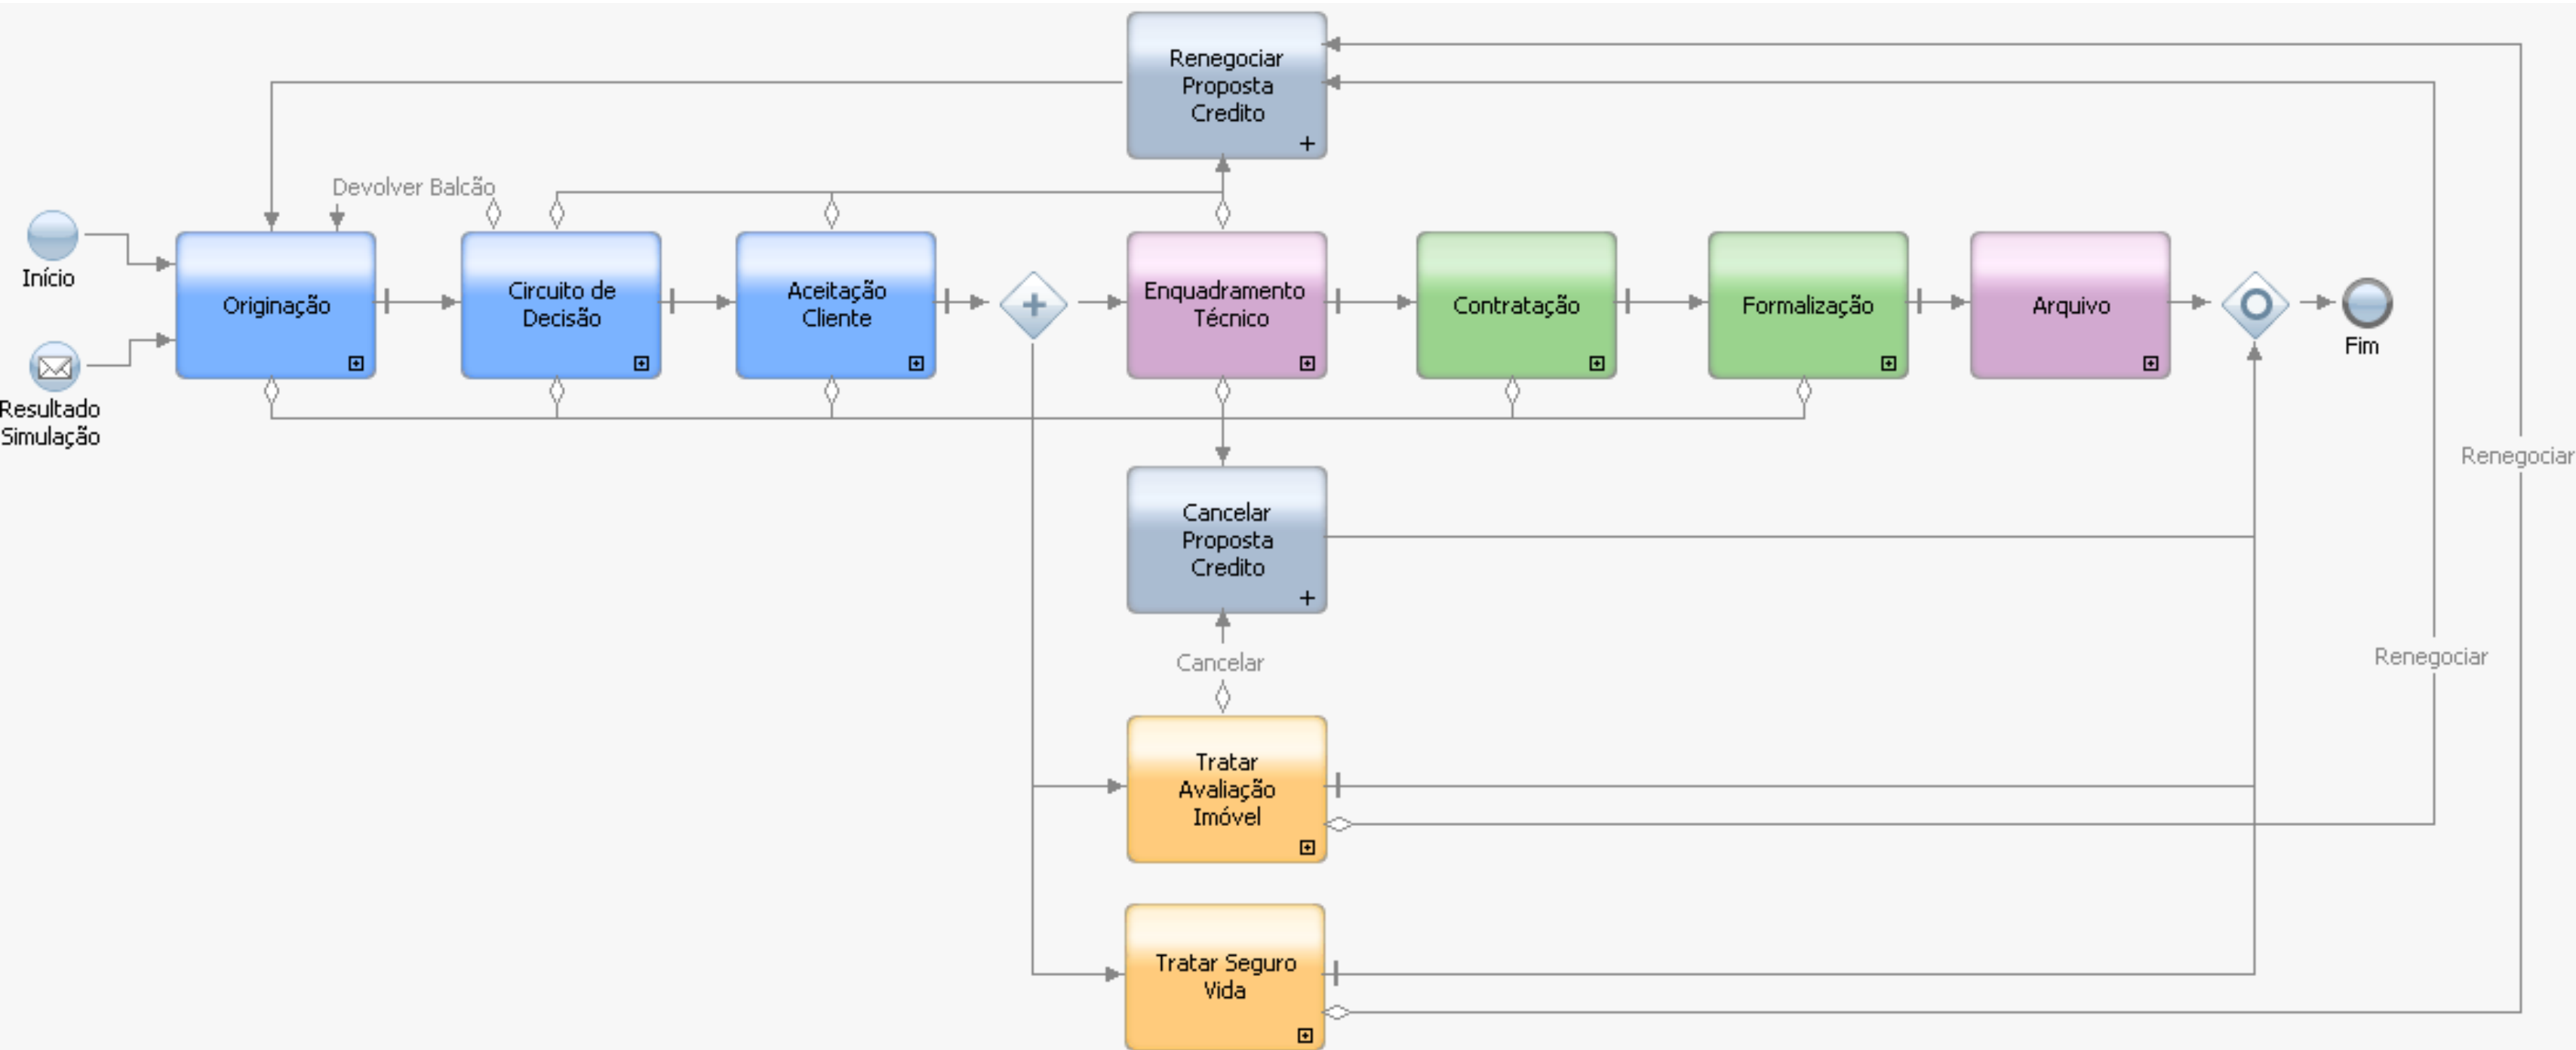 Renegociar
Proposta
Credito
Devolver Balcão
Início
Resultado
Simulação
Originação
Circuito de
Decisão
Aceitação
Cliente
Enquadramento
Técnico
Contratação
Formalização
Arquivo
Fim
Renegociar
Cancelar
Proposta
Credito
Cancelar
Renegociar
Tratar
Avaliação
Imóvel
Tratar Seguro
Vida